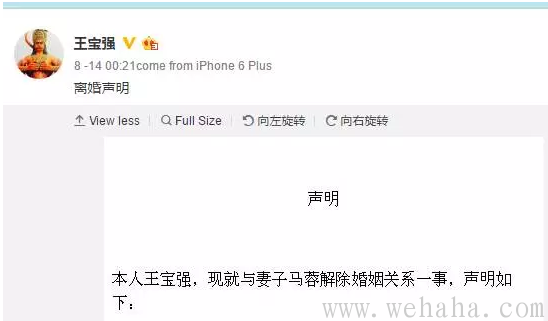 王宝强
8 -14 00:21come from iPhone 6 Plus
离婚声明
View less | Full Size 向左旋转 向右旋转
声明
本人王宝强，现就与妻子马蓉解除婚姻关系一事，声明如
下：
www.wehaha.com